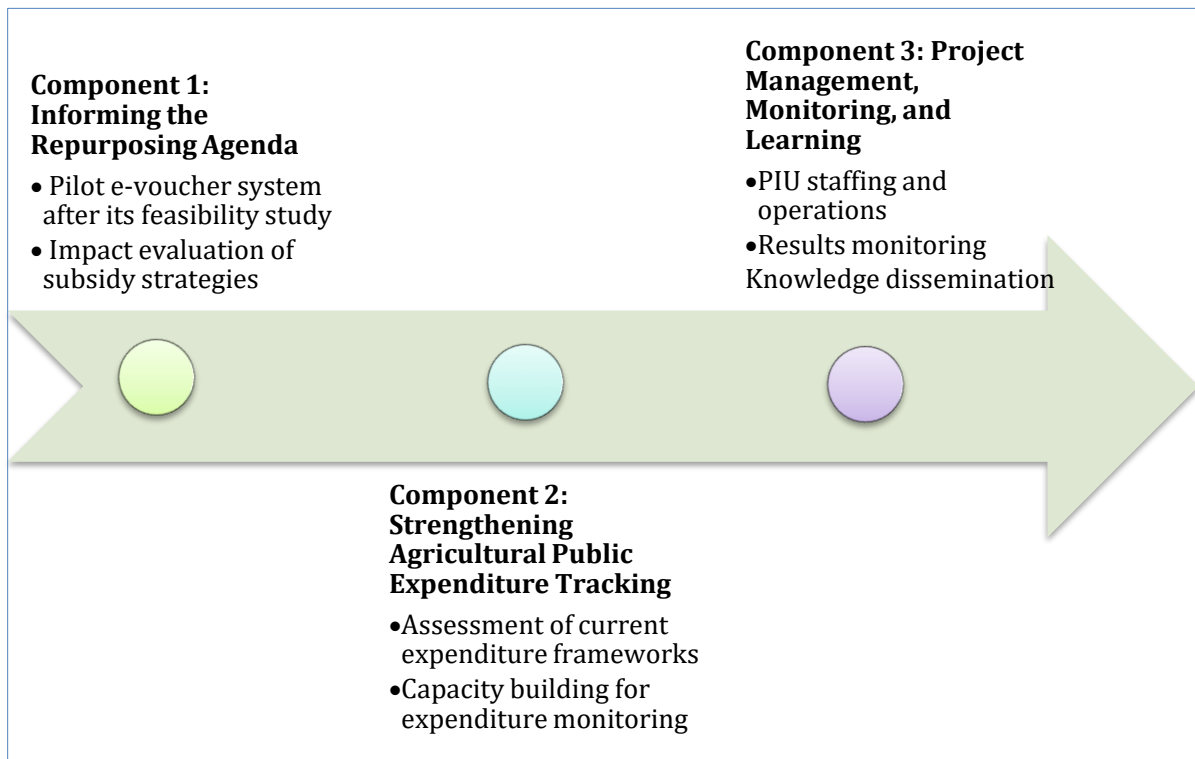 Component 1:
Informing the
Repurposing Agenda
• Pilot e-voucher system
after its feasibility study
• Impact evaluation of
subsidy strategies
Component 2:
Strengthening
Agricultural Public
Expenditure Tracking
•Assessment of current
expenditure frameworks
•Capacity building for
expenditure monitoring
Component 3: Project
Management,
Monitoring, and
Learning
•PIU staffing and
operations
•Results monitoring
Knowledge dissemination